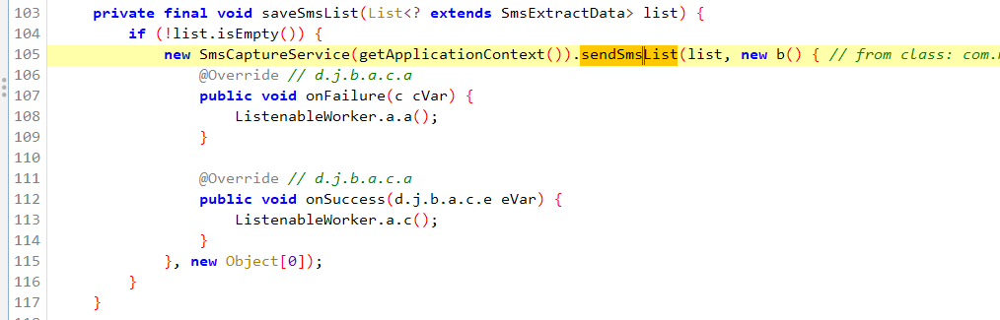 103 private final void saveSmsList(List<? extends SmsExtractData> list) {
104 if (!list.isEmpty()) {
105 new SmsCaptureService(getApplicationContext()).sendSmsList(list, new b() { // from class: com.
106 @Override // d.j.b.a.c.a
107 public void onFailure(c cVar) {
108 ListenableWorker.a.a();
109 }
110
111 @Override // d.j.b.a.c.a
112 public void onSuccess(d.j.b.a.c.e eVar) {
113 ListenableWorker.a.c();
114 }
115 }, new Object[0]);
116 }
117 }